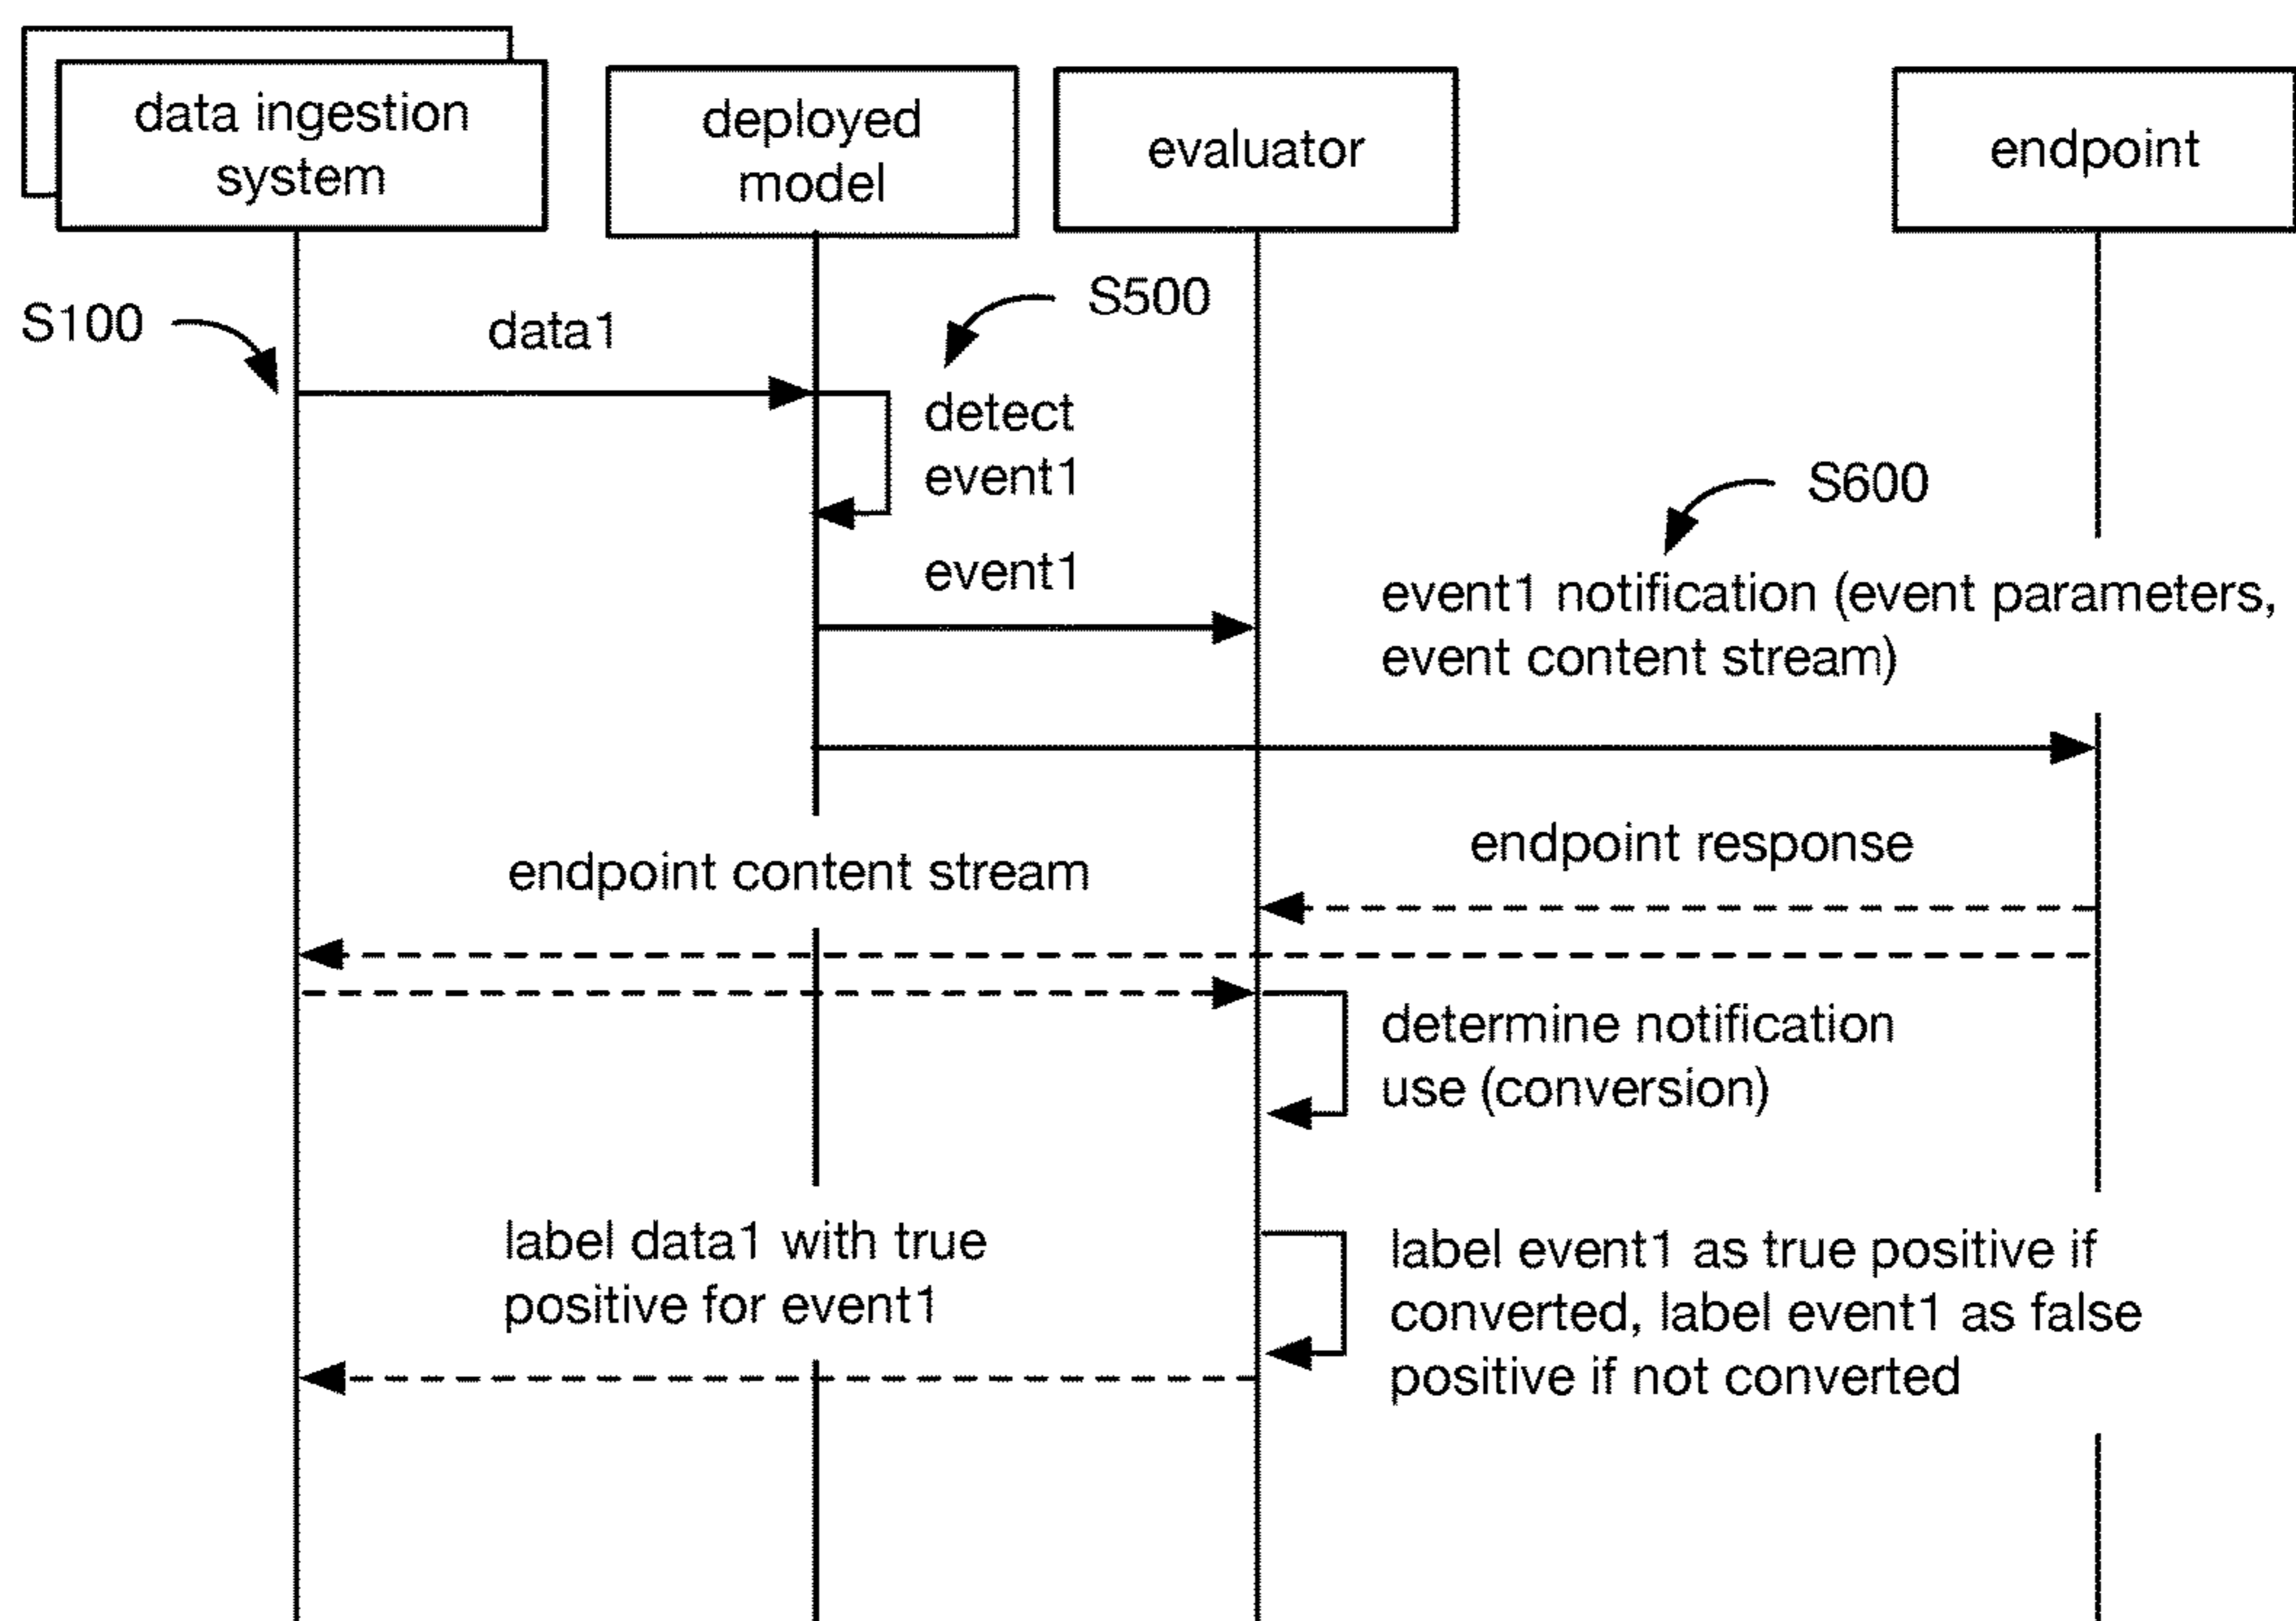 data ingestion
system
deployed
model
evaluator
endpoint
S100
data1
S500
detect
event1
S600
event1
event1 notification (event parameters,
event content stream)
endpoint response
endpoint content stream
determine notification
use (conversion)
label data1 with true
positive for event1
label event1 as true positive if
converted, label event1 as false
positive if not converted